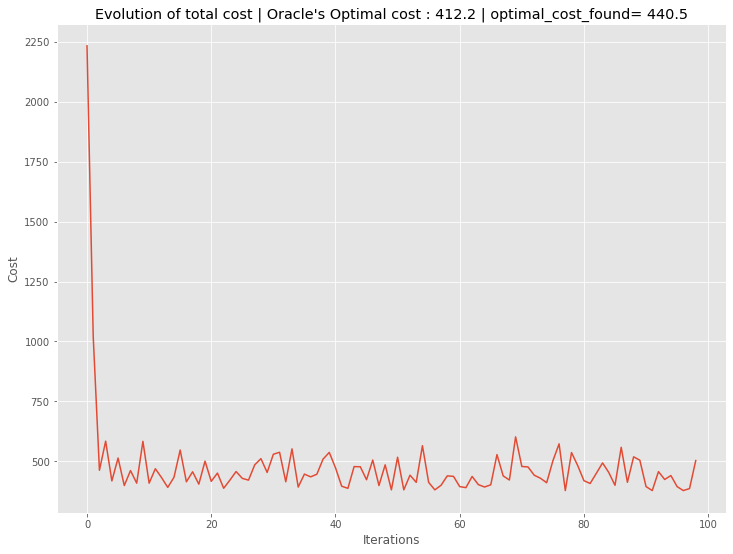 Evolution of total cost | Oracle's Optimal cost : 412.2 | optimal_cost_found= 440.5
2250
2000
1750
1500
1250
1000
750
500
Cost
0 20 40 60 80 100
Iterations